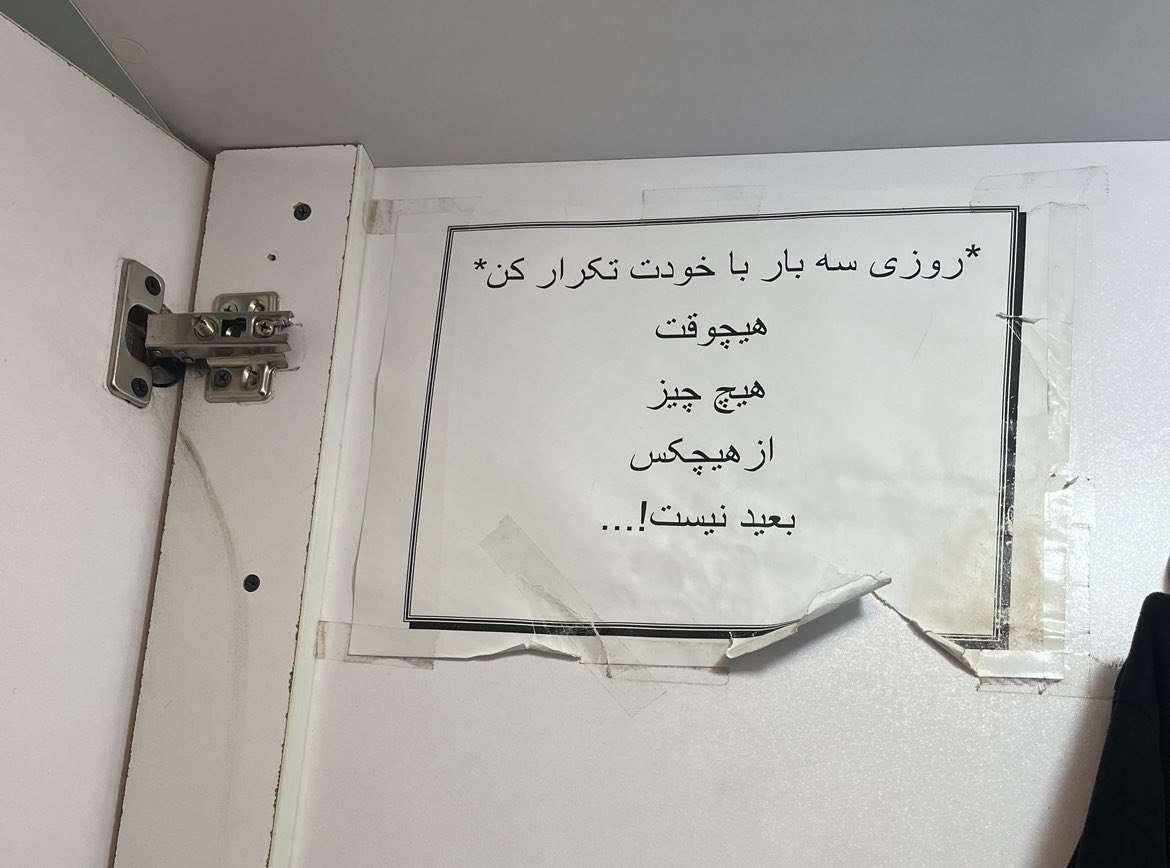 *روزی سه بار با خودت تکرار کن*
هیچوقت
هیچ چیز
از هیچکس
بعید نیست!...